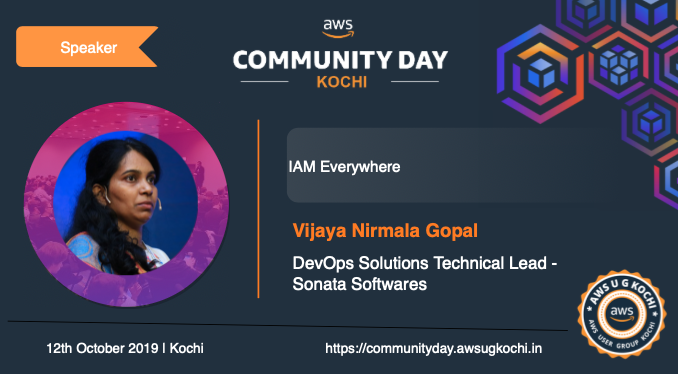 Speaker
aws
COMMUNITY DAY
KOCHI
IAM Everywhere
Vijaya Nirmala Gopal
DevOps Solutions Technical Lead -
Sonata Softwares
AWS U G KOCHI
aws
AWS USER GROUP KOCHI
12th October 2019 I Kochi
https://communityday.awsugkochi.in